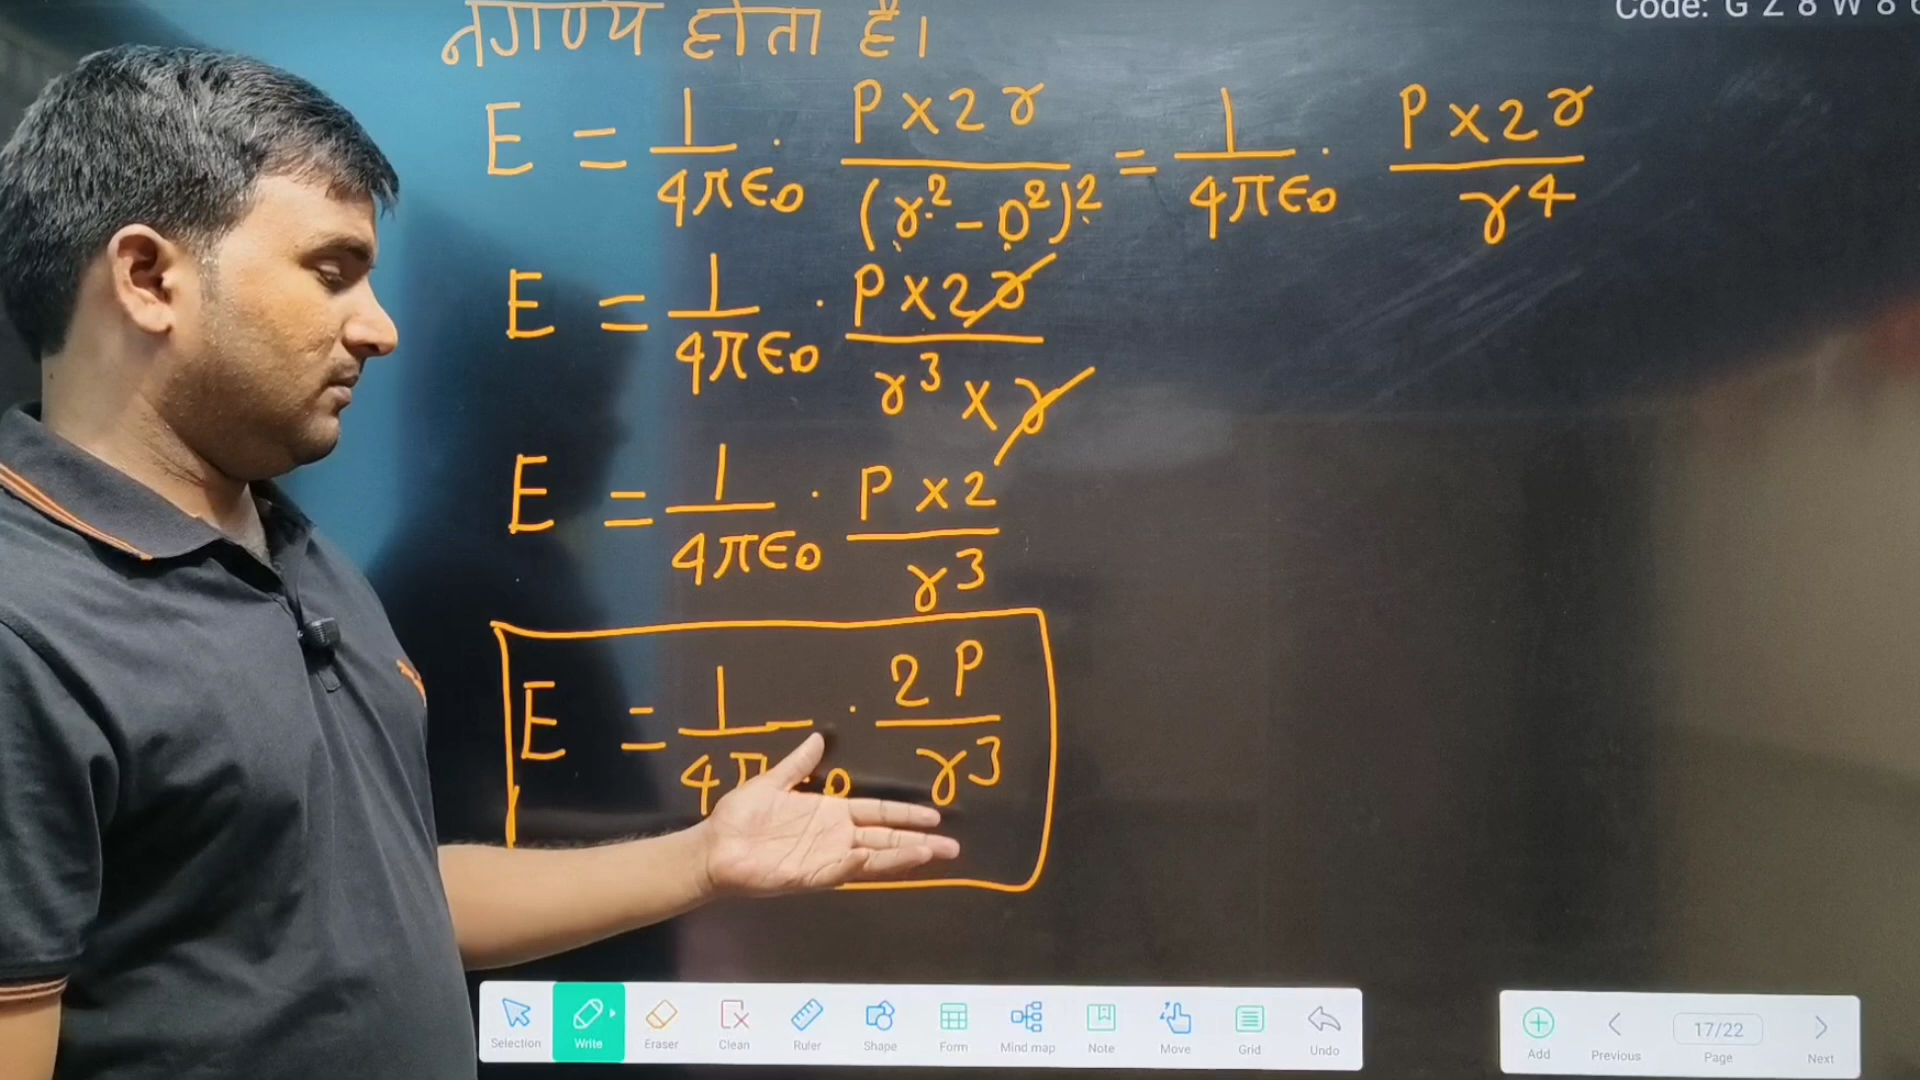 Code: G Z 8 W 8
नगण्य होता है।
E = 1/4πϵ0 · P×2r/(r²-0²)² = 1/4πϵ0 · P×2r/r⁴
E = 1/4πϵ0 · P×2r/r³×r
E = 1/4πϵ0 · P×2/r³
E = 1/4π 0 · 2P/r³
Selection Write Eraser Clean Ruler Shape Form Mind map Note Move Grid Undo
Add Previous 17/22 Page Next